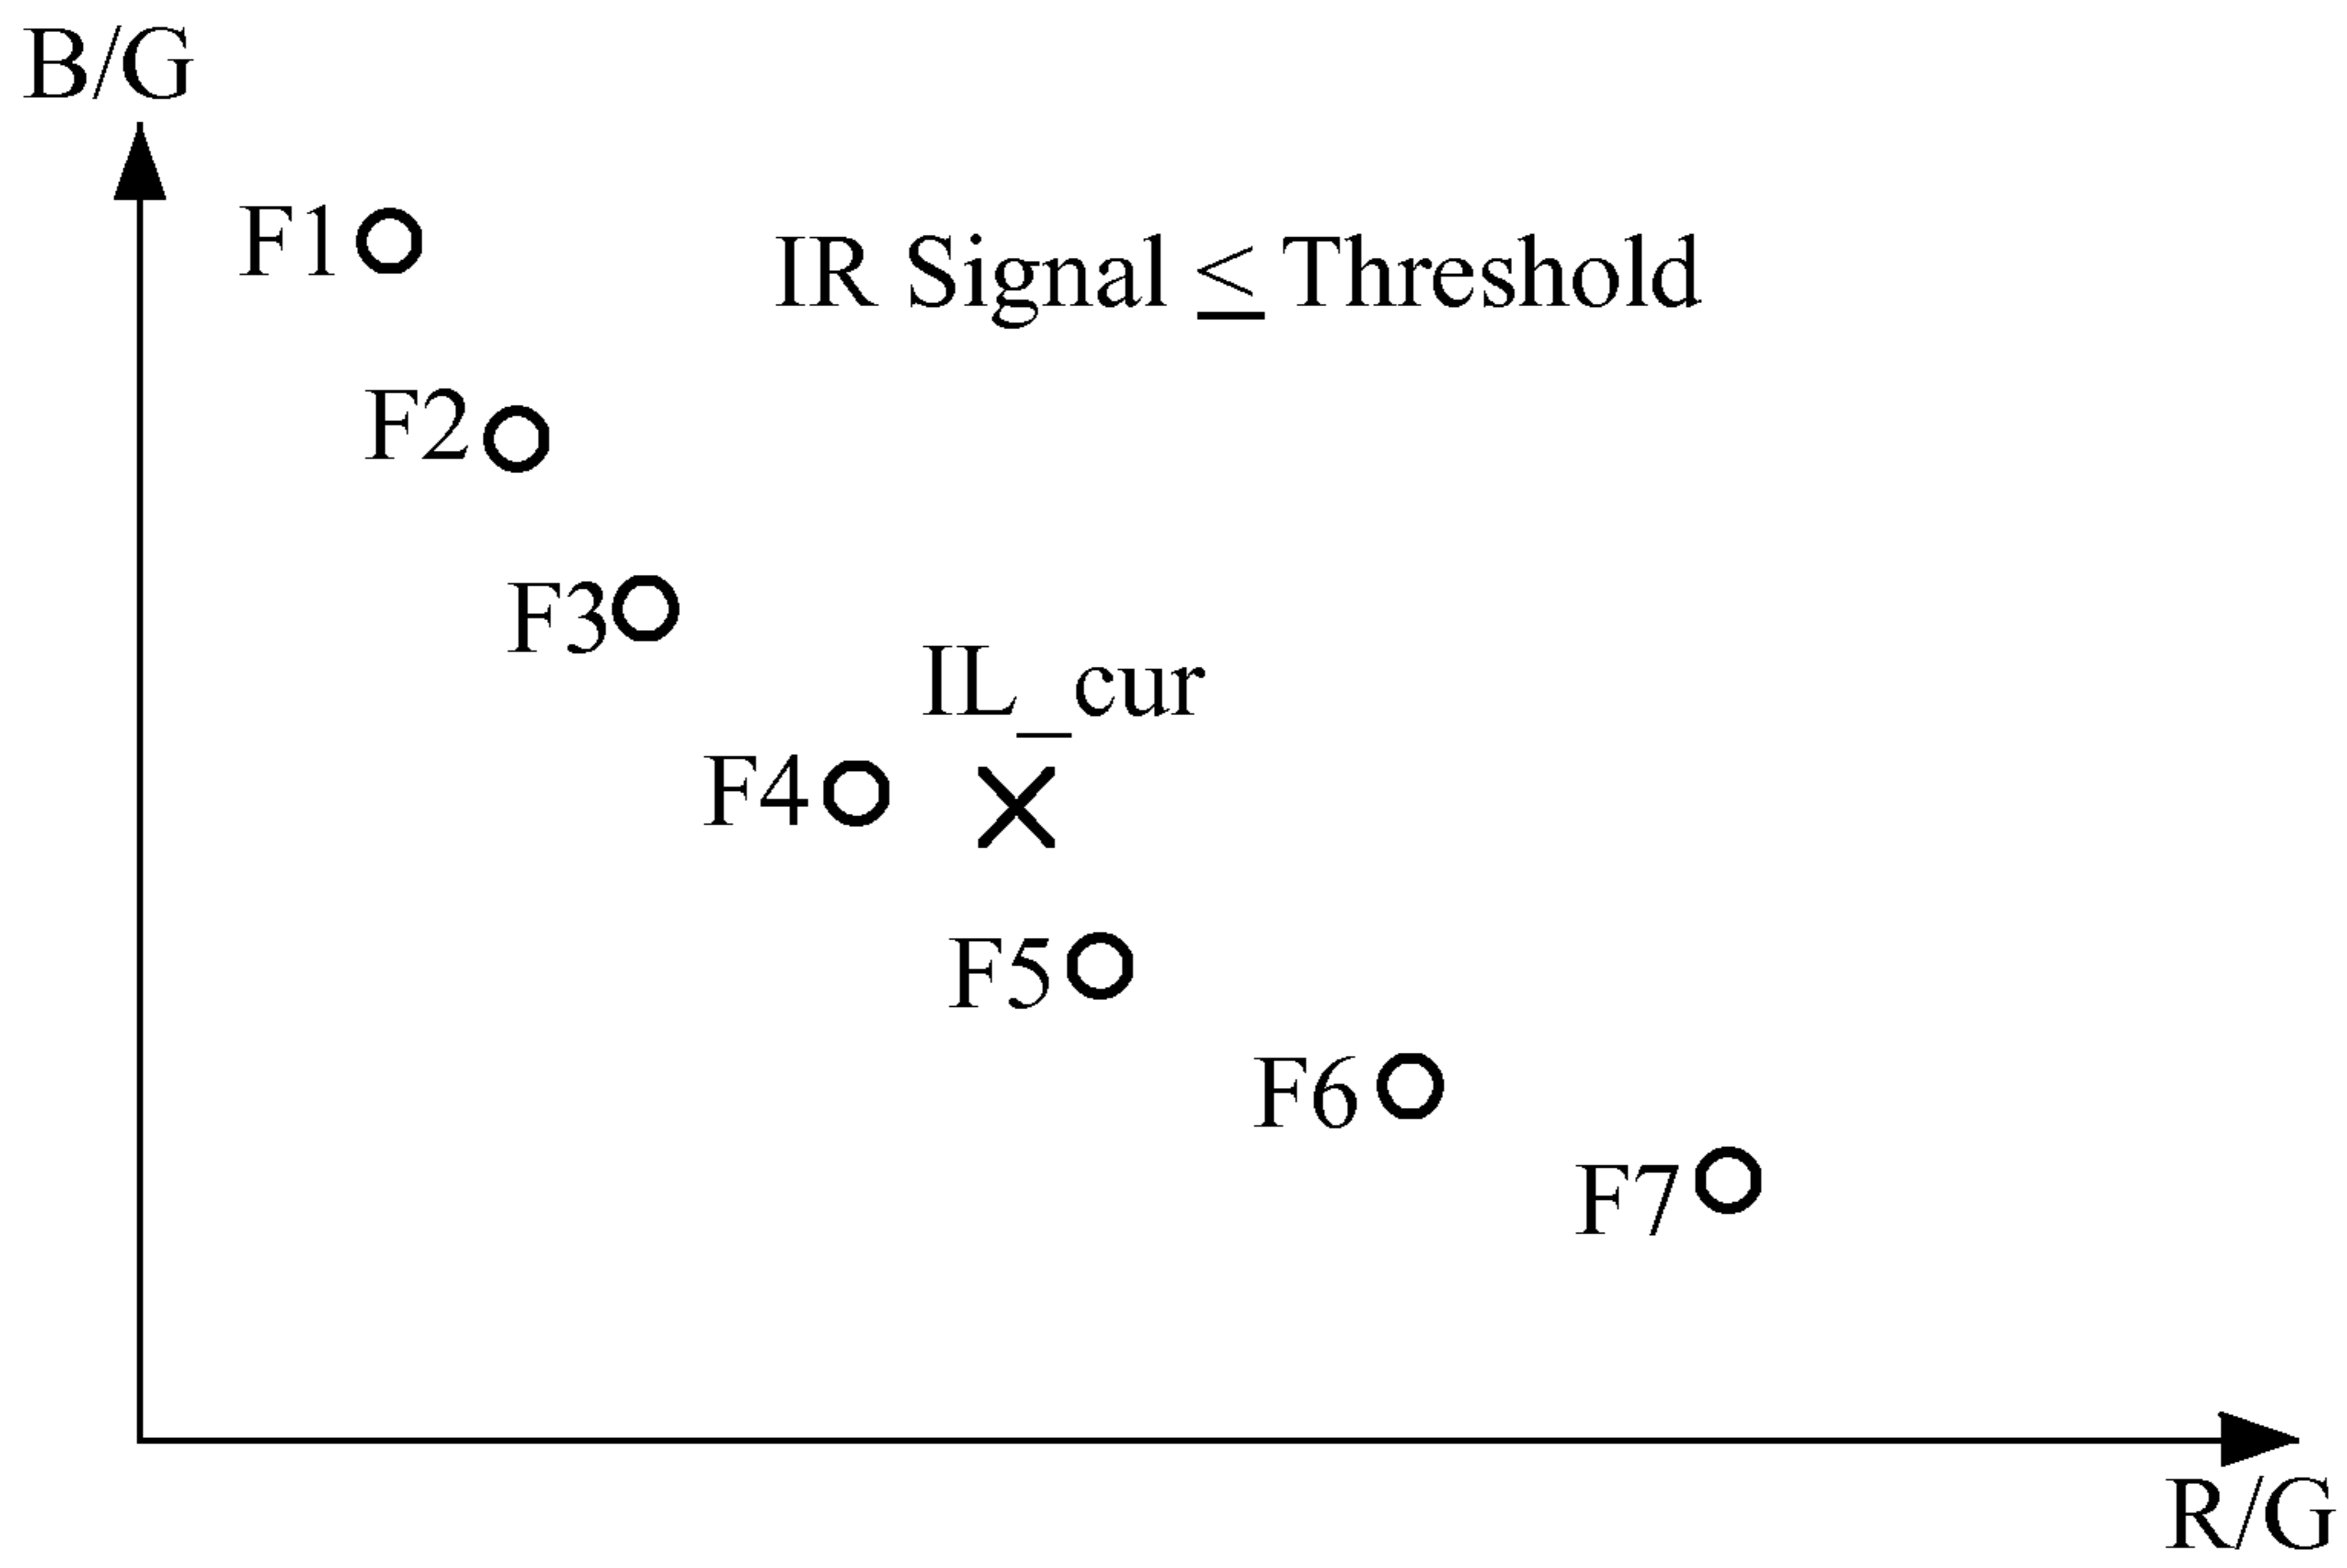 B/G
F1
IR Signal ≤ Threshold
F2
F3
IL_cur
F4
F5
F6
F7
R/G